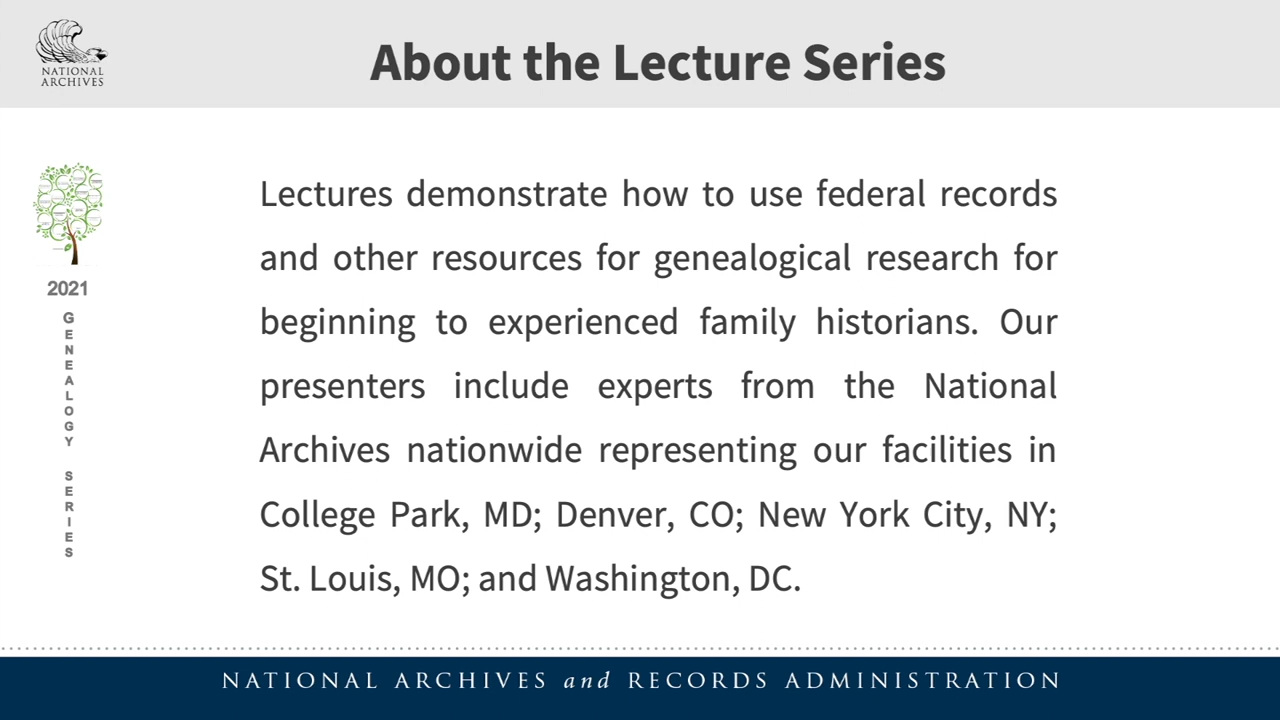 NATIONAL
ARCHIVES
About the Lecture Series
2021
GENEALOGY
SERIES
Lectures demonstrate how to use federal records
and other resources for genealogical research for
beginning to experienced family historians. Our
presenters include experts from the National
Archives nationwide representing our facilities in
College Park, MD; Denver, CO; New York City, NY;
St. Louis, MO; and Washington, DC.
NATIONAL ARCHIVES and RECORDS ADMINISTRATION